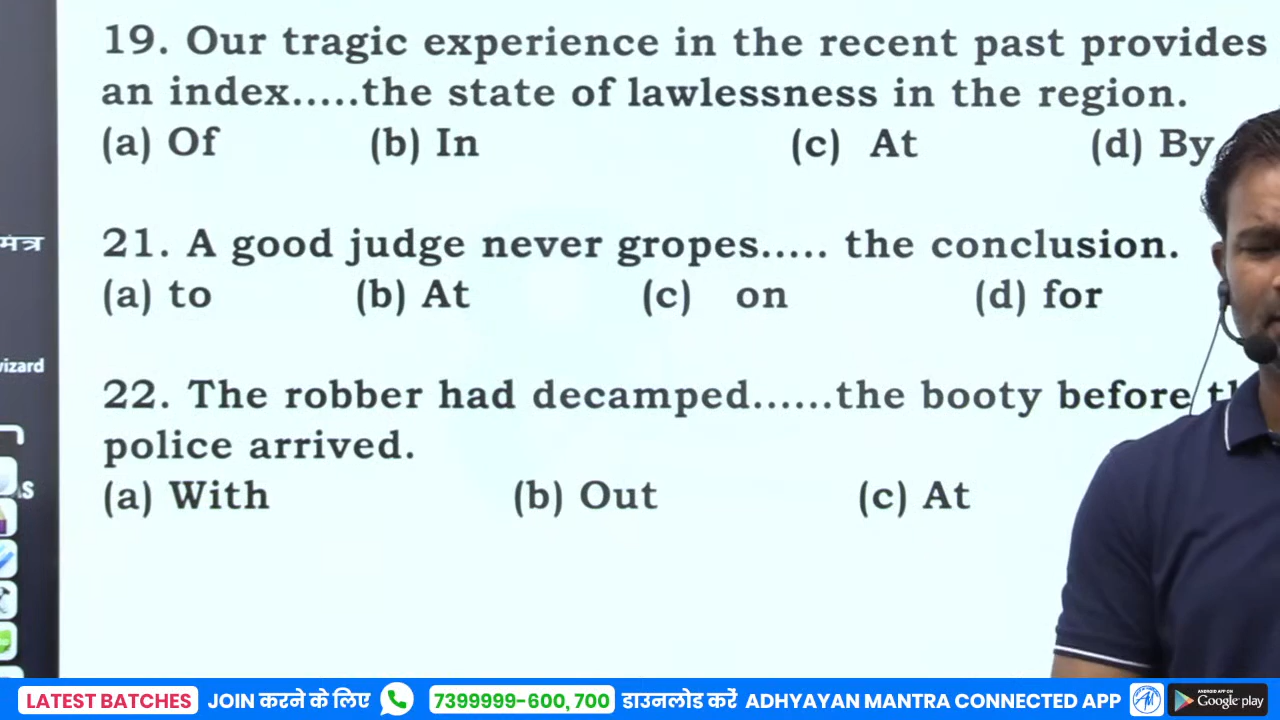 19. Our tragic experience in the recent past provides
an index.....the state of lawlessness in the region.
(a) Of (b) In (c) At (d) By
21. A good judge never gropes..... the conclusion.
(a) to (b) At (c) on (d) for
22. The robber had decamped......the booty before
police arrived.
(a) With (b) Out (c) At
LATEST BATCHES JOIN करने के लिए 7399999-600, 700 डाउनलोड करें ADHYAYAN MANTRA CONNECTED APP ANDROID APP ON Google play